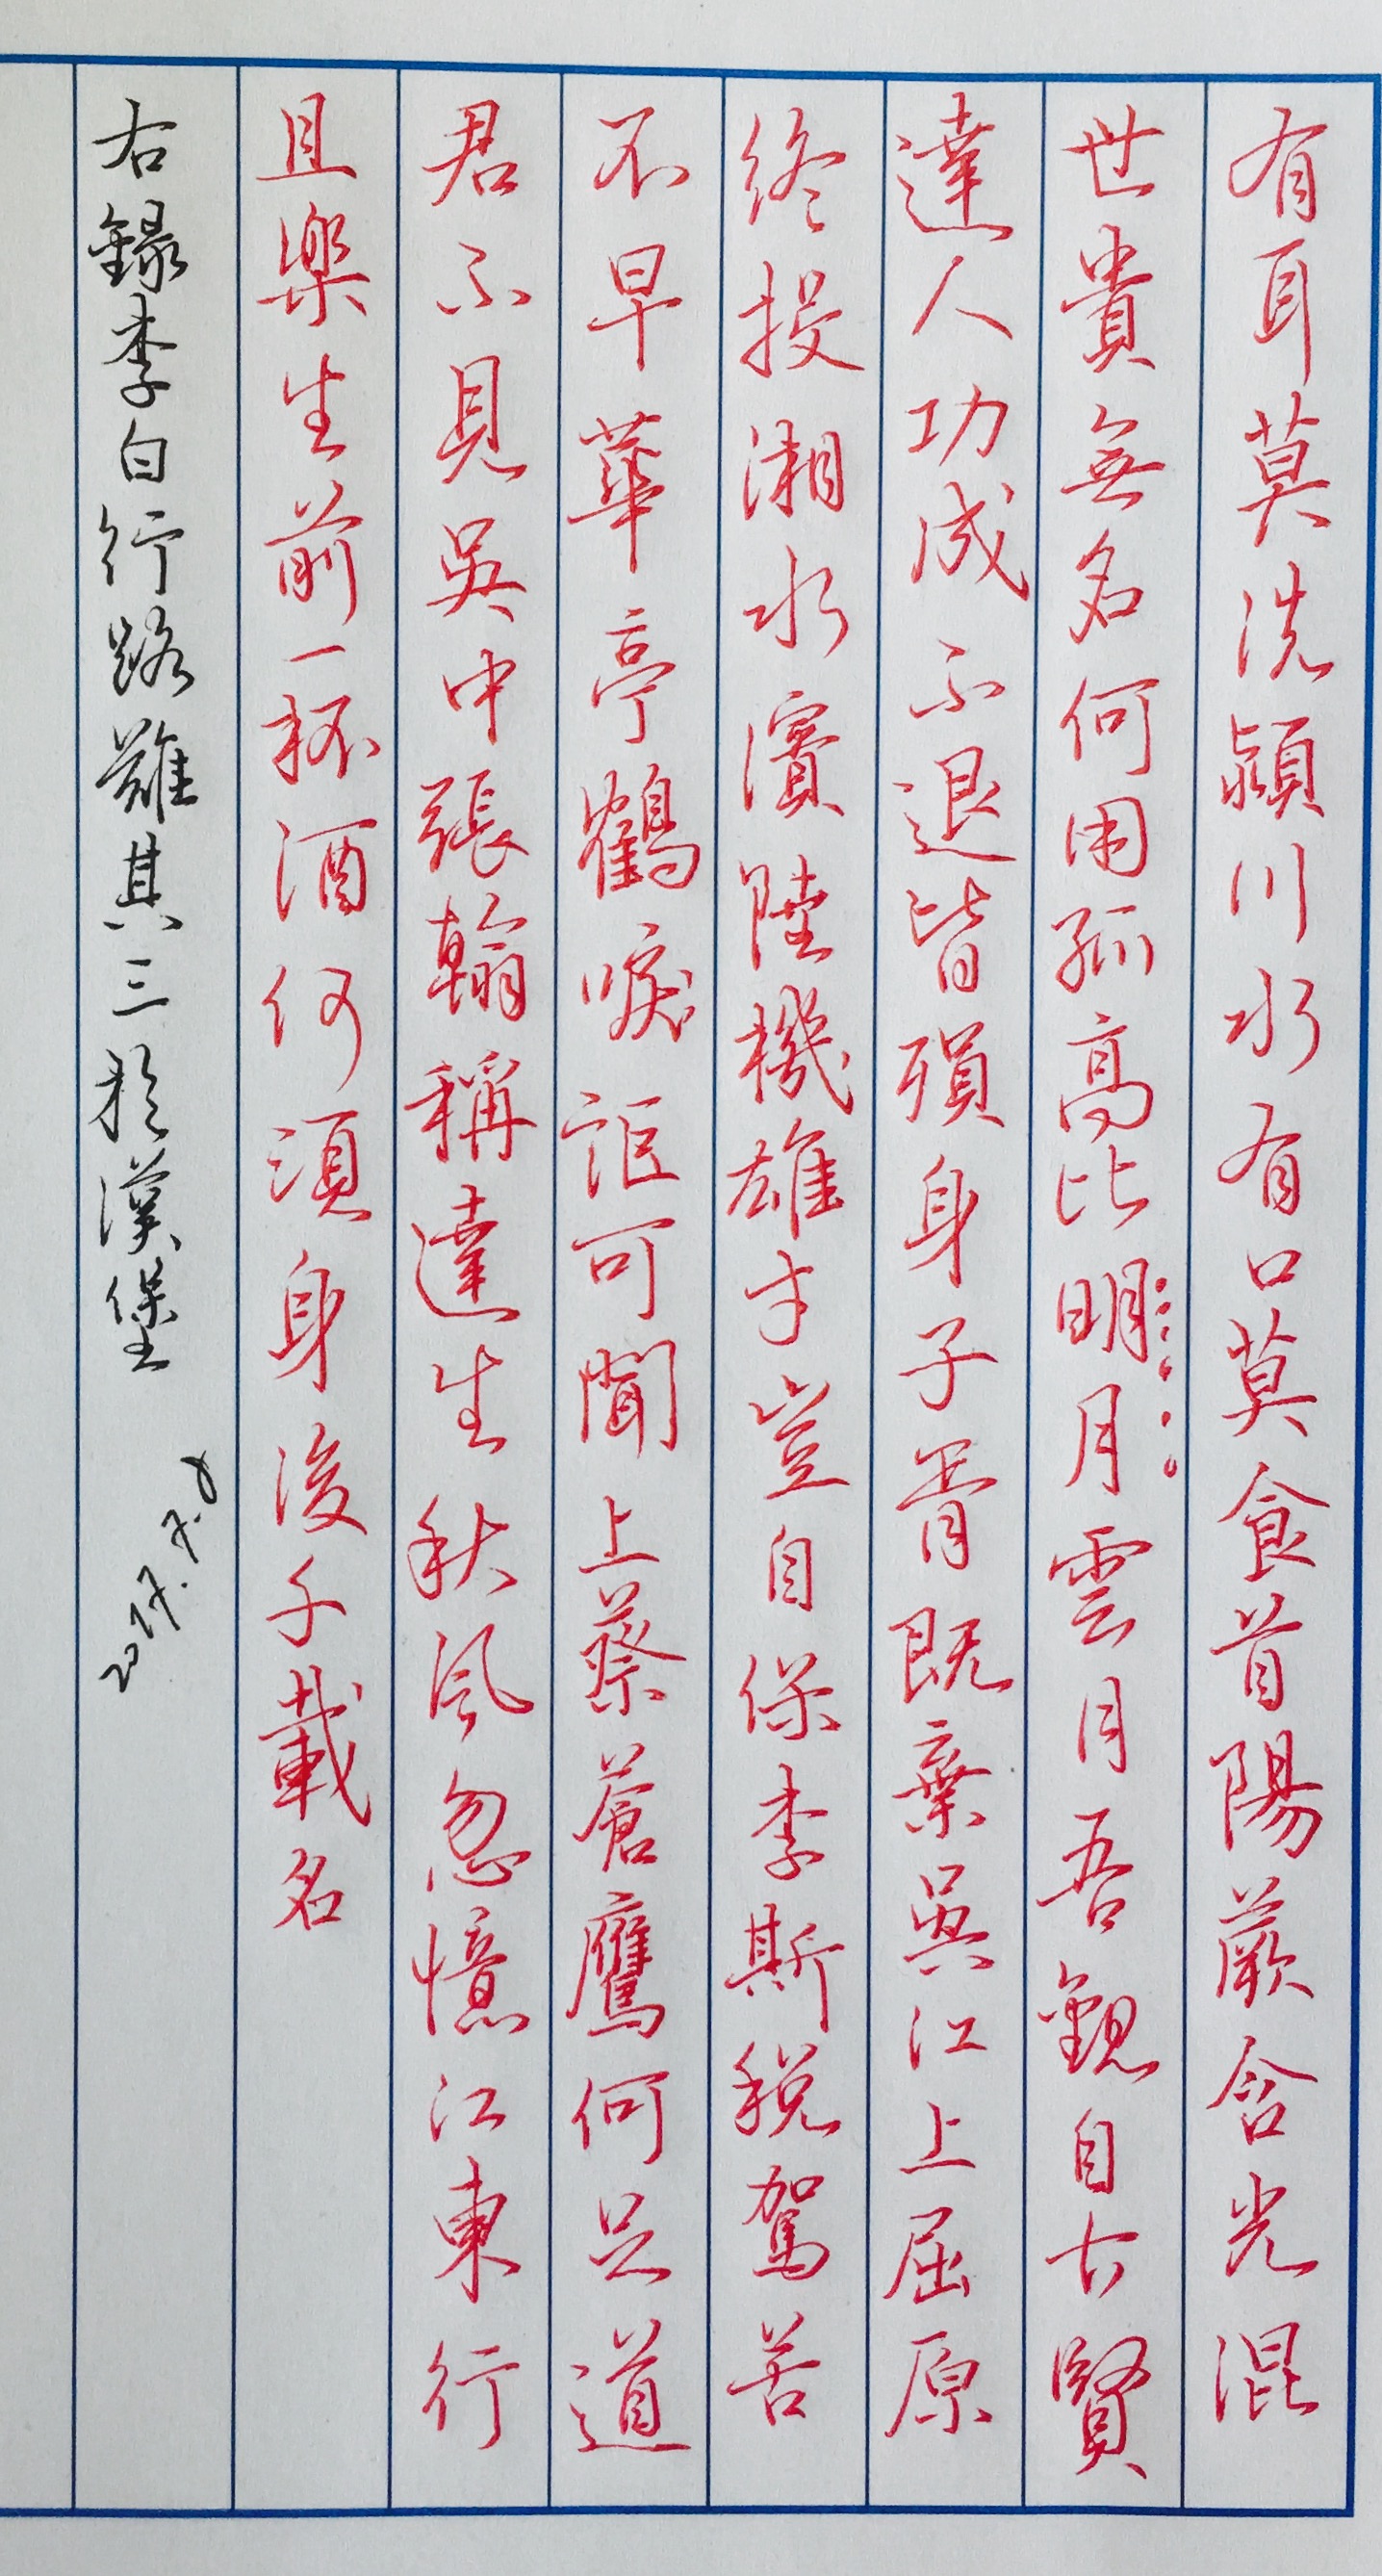 有耳莫洗潁川水有口莫食首陽蕨含光混
世貴無名何用孤高比明月雲月吾觀自古賢
達人功成不退皆殞身子胥既棄吳江上屈原
終投湘水濱陸機雄才豈自保李斯稅駕苦
不早華亭鶴唳詎可聞上蔡蒼鷹何足道
君不見吳中張翰稱達生秋風忽憶江東行
且樂生前一杯酒何須身後千載名
右錄李白行路難其三於漢堡